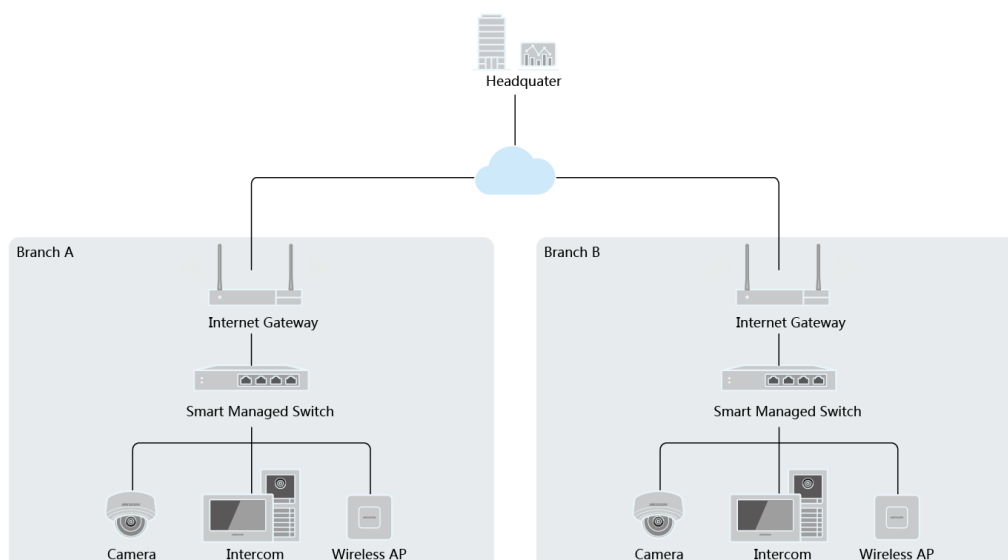 Headquater
Branch A
Branch B
Internet Gateway
Internet Gateway
Smart Managed Switch
Smart Managed Switch
Camera
Intercom
Wireless AP
Camera
Intercom
Wireless AP